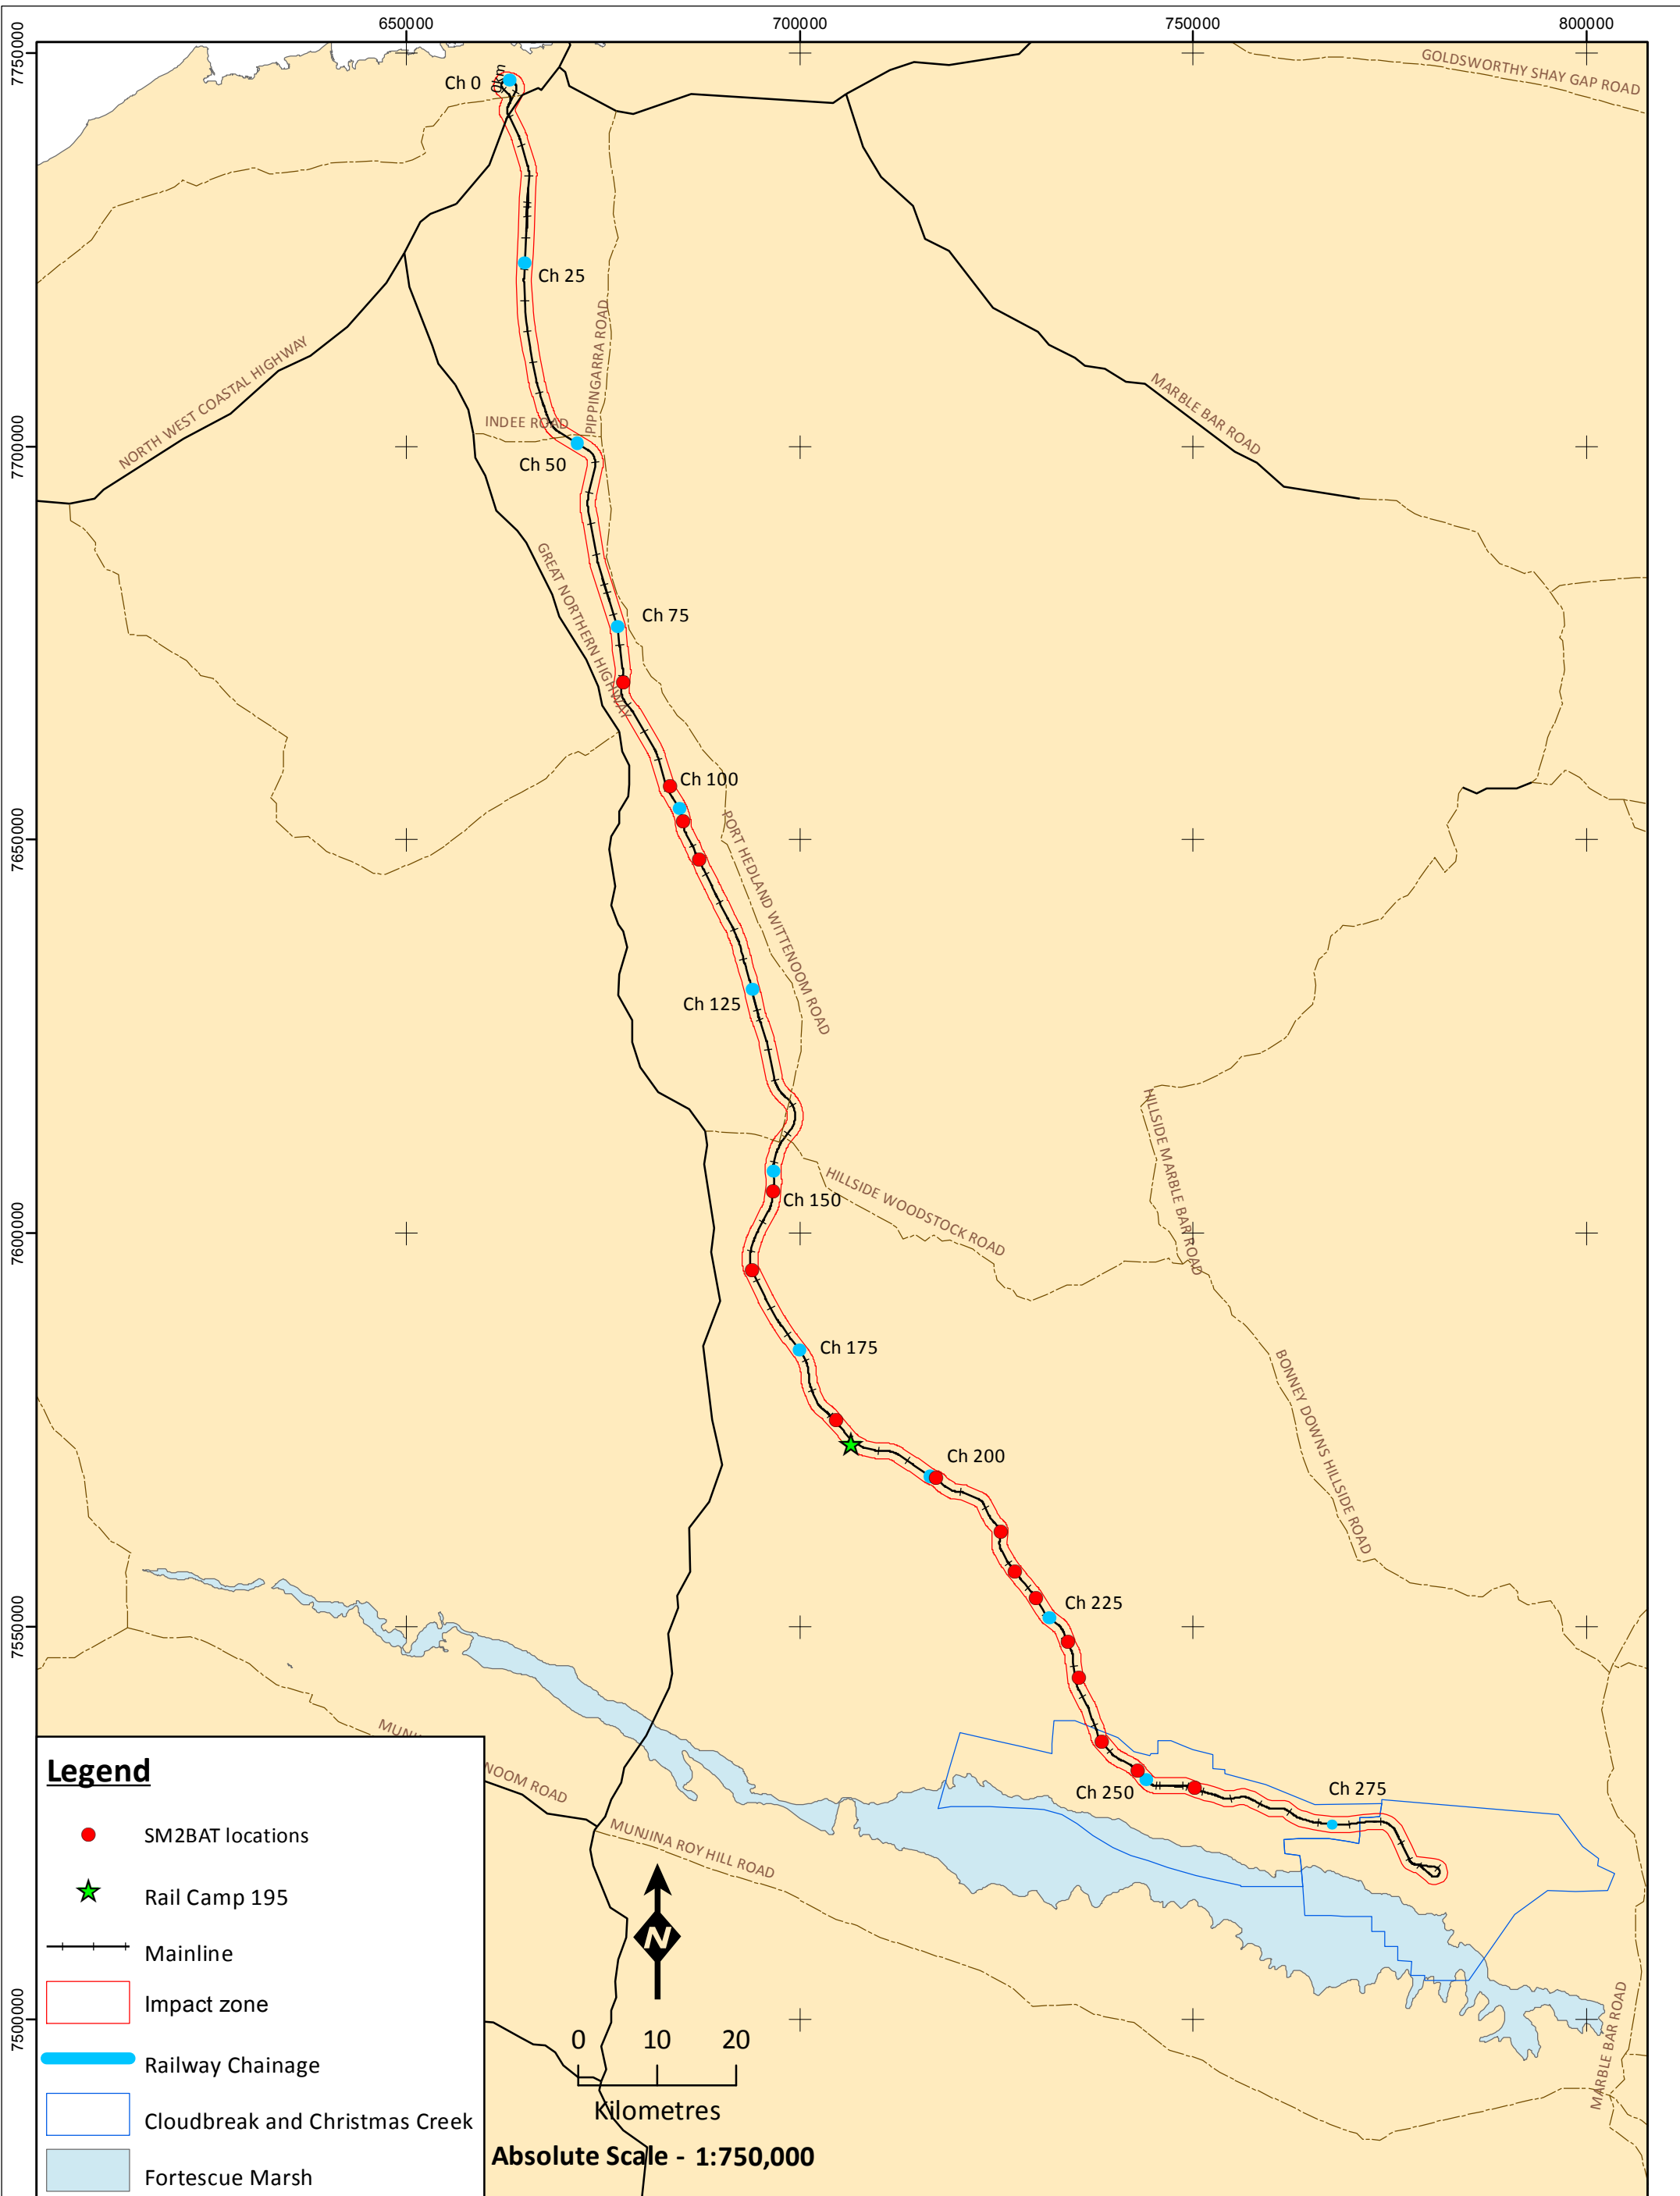 650000
700000
750000
800000
7750000
7700000
7650000
7600000
7550000
7500000
GOLDSWORTHY SHAY GAP ROAD
Ch 0
0km
Ch 25
PIPPINGARRA ROAD
NORTH WEST COASTAL HIGHWAY
MARBLE BAR ROAD
INDEE ROAD
Ch 50
GREAT NORTHERN HIGHWAY
Ch 75
Ch 100
PORT HEDLAND WITTENOOM ROAD
Ch 125
HILLSIDE MARBLE BAR ROAD
Ch 150
HILLSIDE WOODSTOCK ROAD
Ch 175
BONNEY DOWNS HILLSIDE ROAD
Ch 200
Ch 225
Ch 250
Ch 275
NOOM ROAD
MUNJINA ROY HILL ROAD
MARBLE BAR ROAD
Legend
SM2BAT locations
Rail Camp 195
Mainline
Impact zone
Railway Chainage
Cloudbreak and Christmas Creek
Fortescue Marsh
N
0 10 20
Kilometres
Absolute Scale - 1:750,000